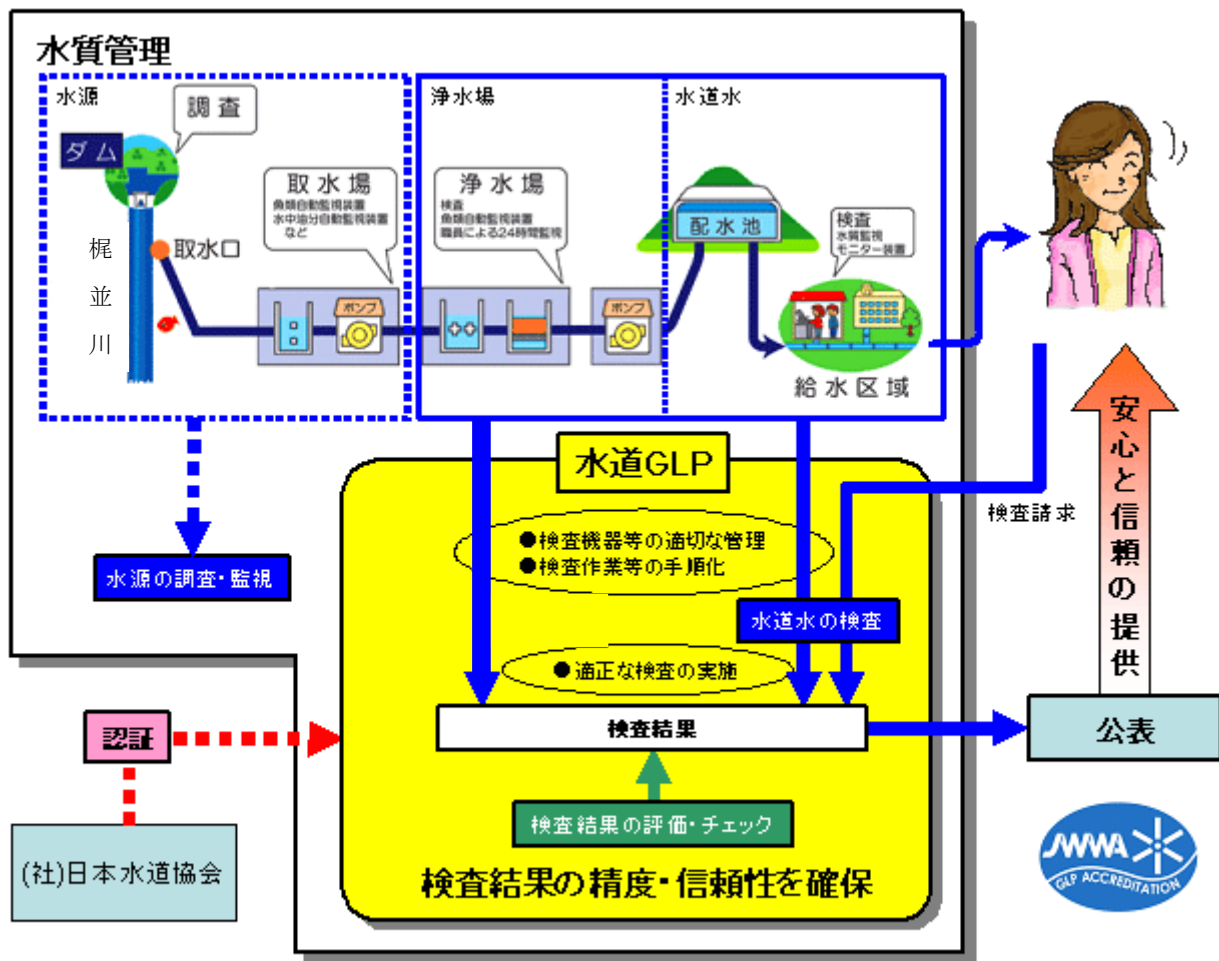 水質管理
水源
調査
ダム
取水場
魚類自動監視装置
水中油分自動監視装置
など
取水口
梶並川
ポンプ
浄水場
浄水場
検査
魚類自動監視装置
職員による24時間監視
ポンプ
水道水
配水池
検査
水質監視
モニター装置
給水区域
水源の調査・監視
水道GLP
●検査機器等の適切な管理
●検査作業等の手順化
水道水の検査
●適正な検査の実施
検査結果
検査結果の評価・チェック
検査結果の精度・信頼性を確保
検査請求
安心と信頼の提供
公表
認証
(社)日本水道協会
JWWA
GLP ACCREDITATION